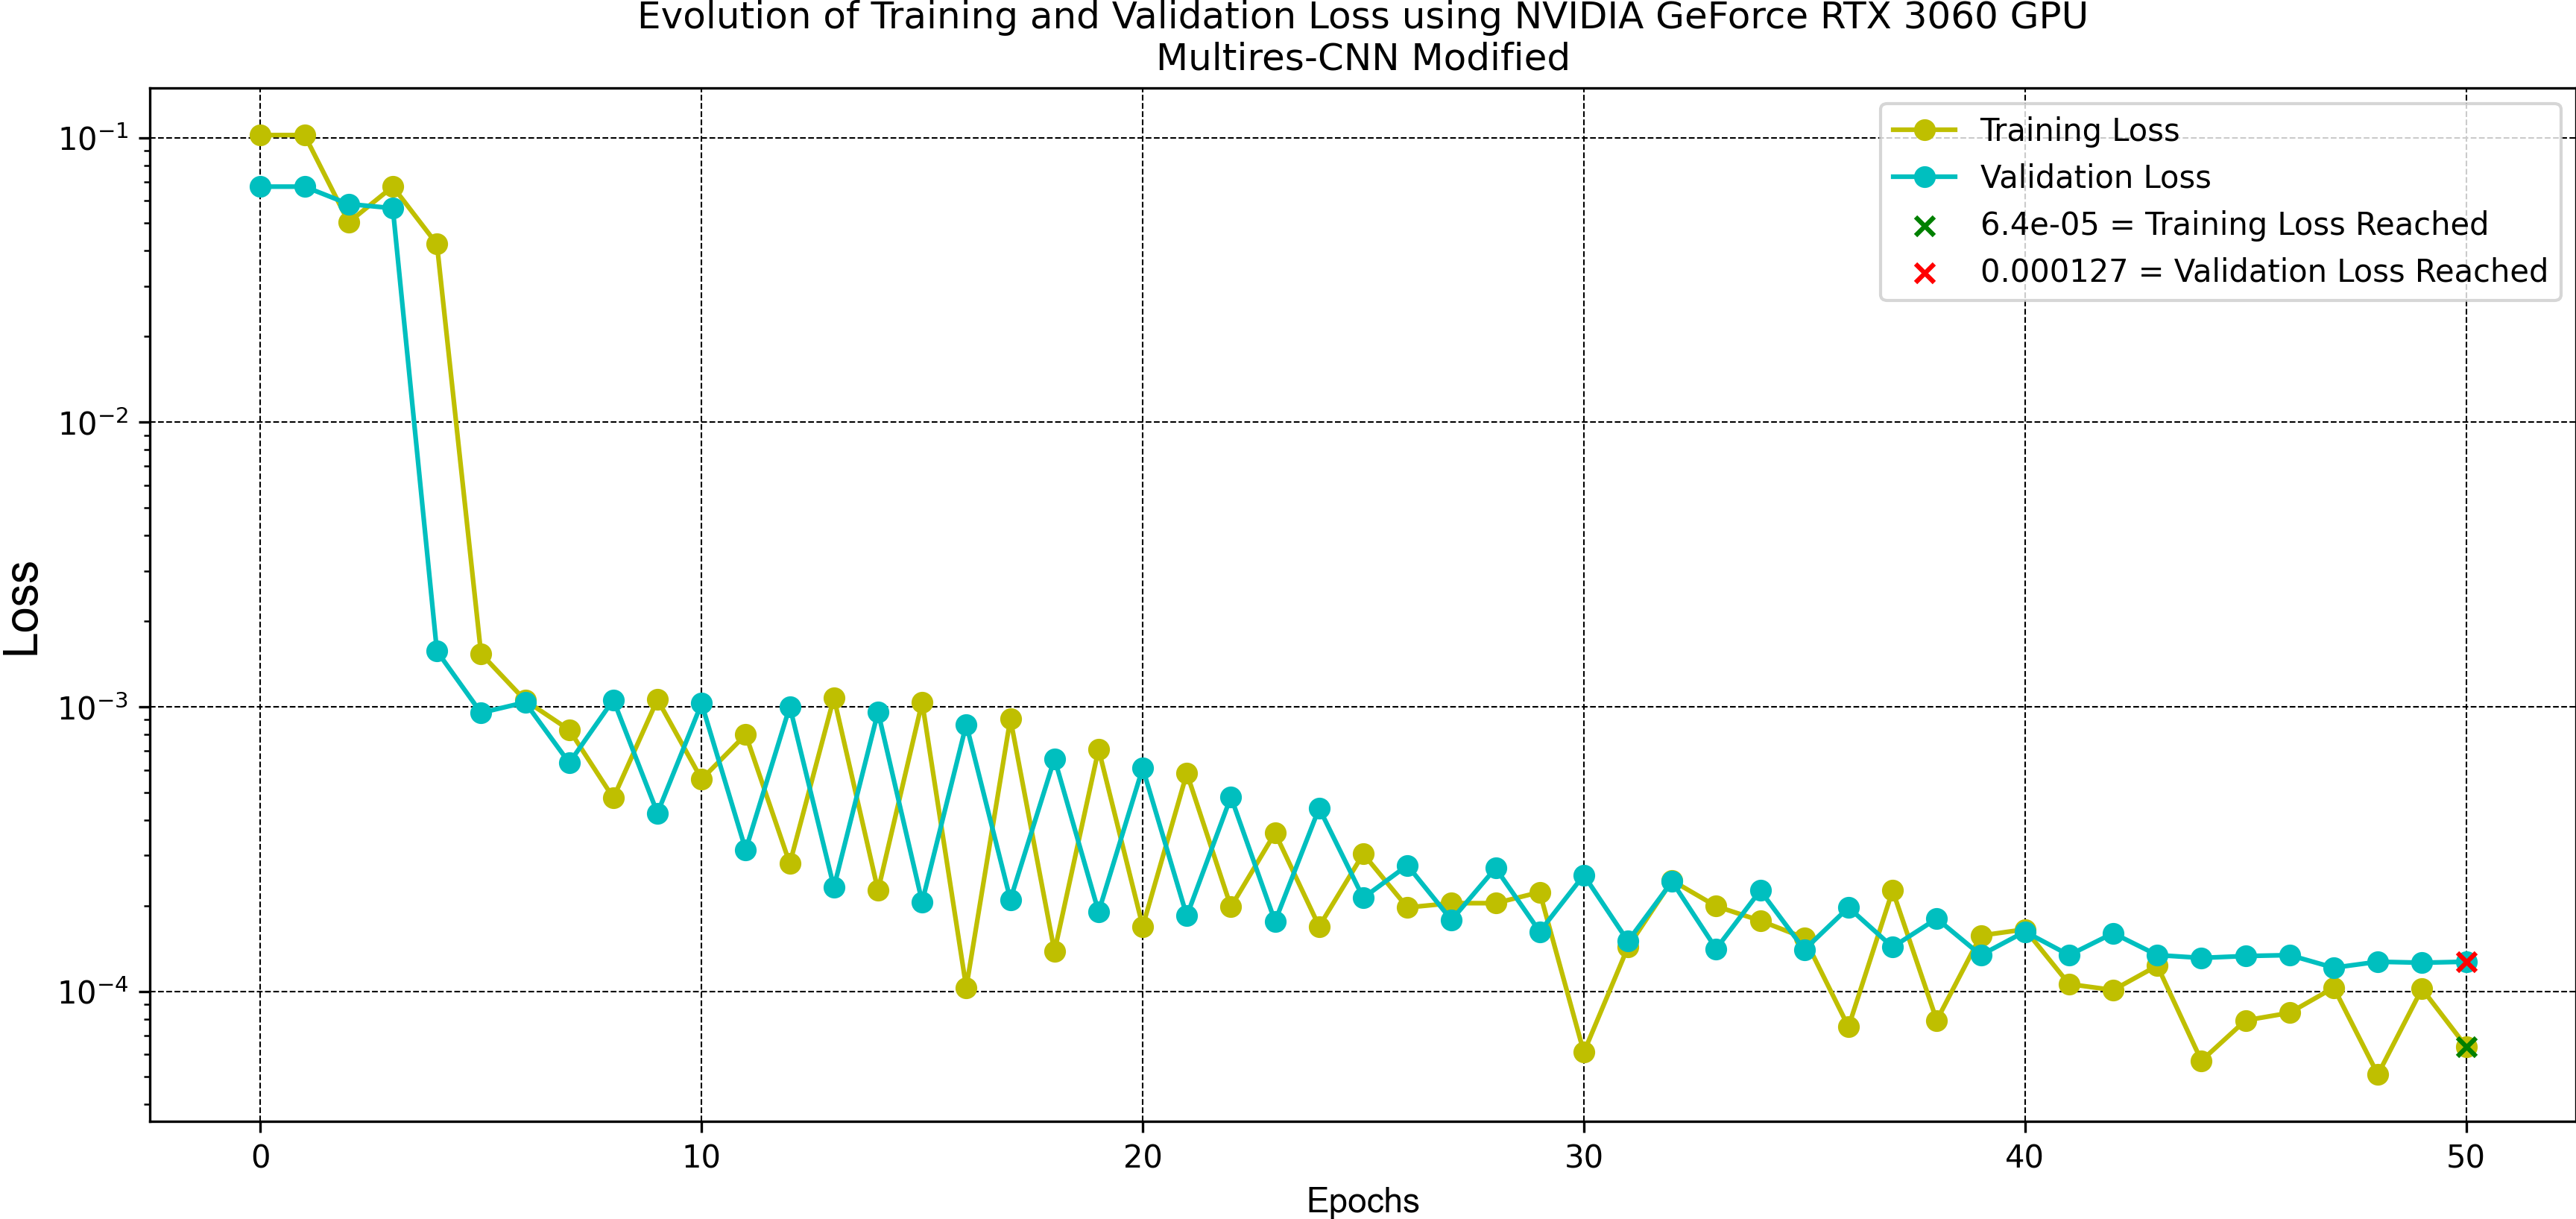 Evolution of Training and Validation Loss using NVIDIA GeForce RTX 3060 GPU
Multires-CNN Modified
Training Loss
Validation Loss
6.4e-05 = Training Loss Reached
0.000127 = Validation Loss Reached
10⁻¹
10⁻²
10⁻³
10⁻⁴
Loss
0 10 20 30 40 50
Epochs